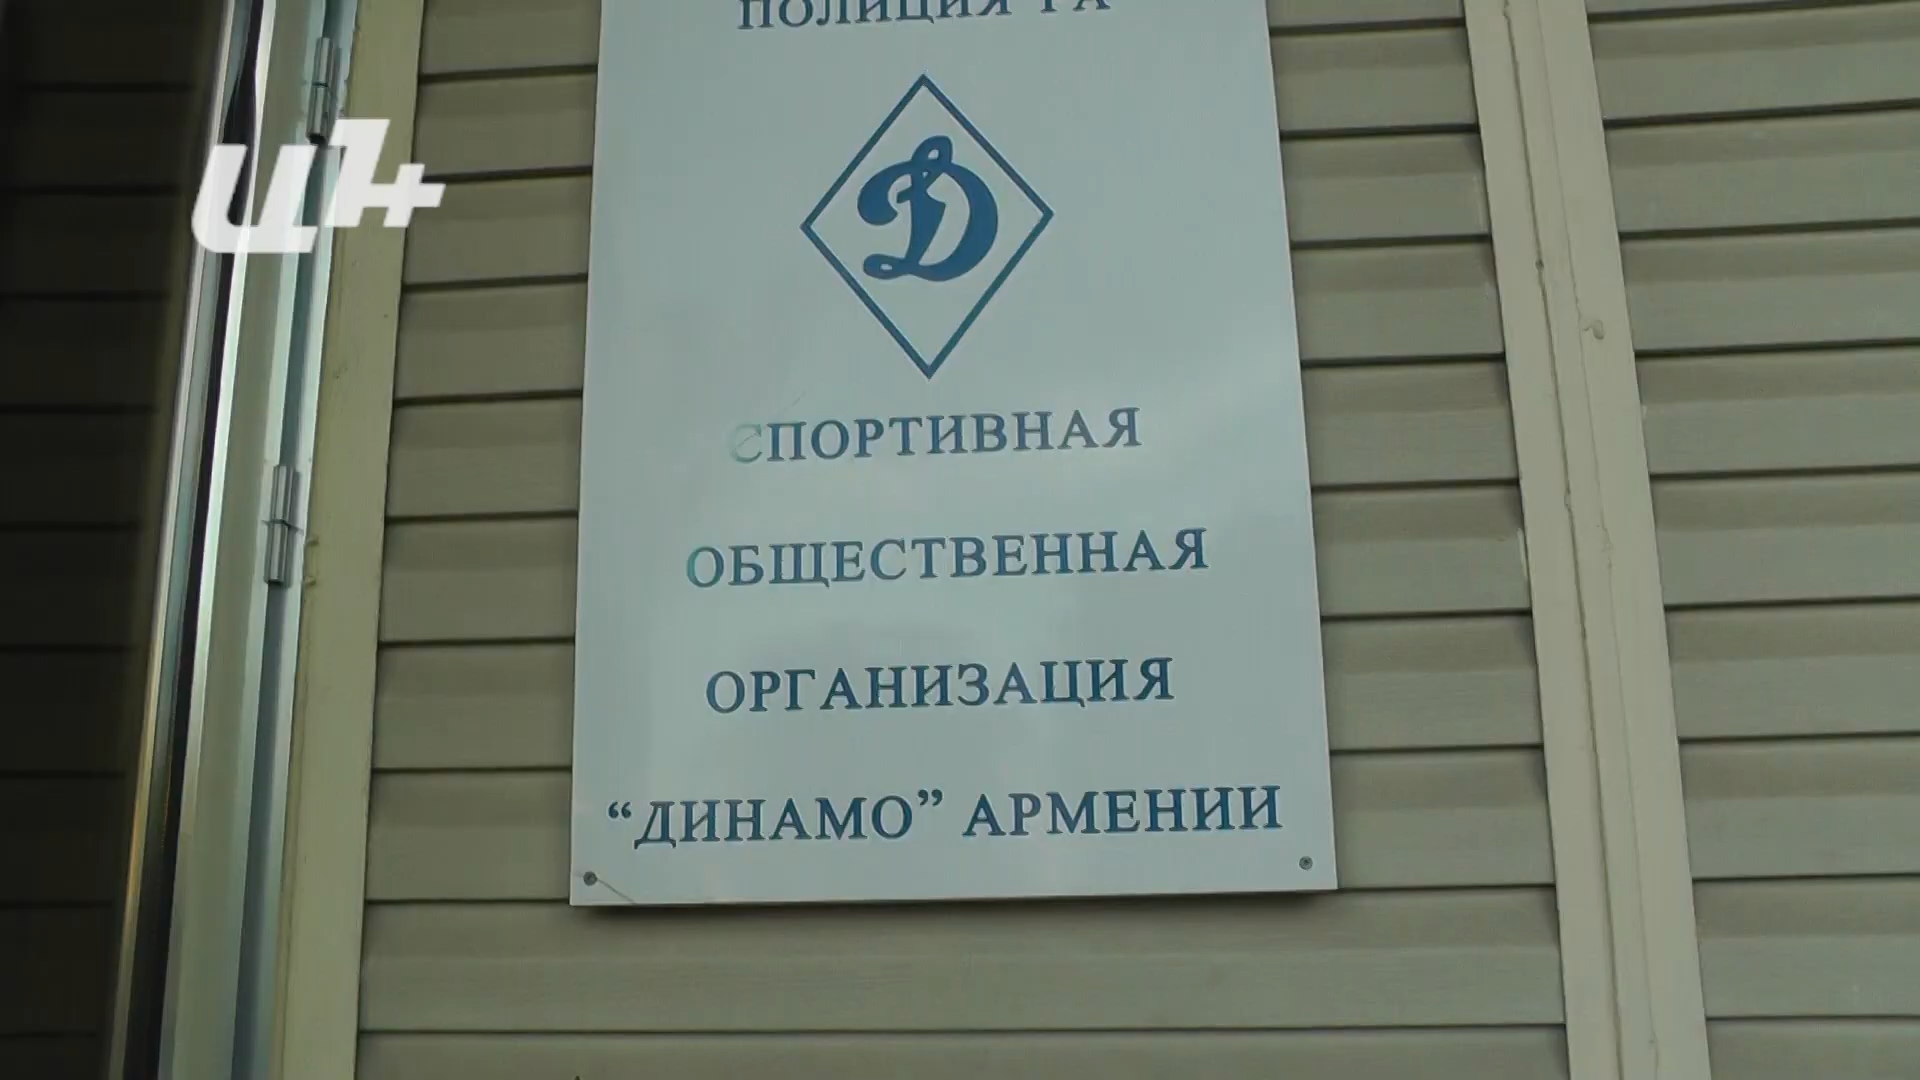 ПОЛИЦИЯ РА
Д
СПОРТИВНАЯ
ОБЩЕСТВЕННАЯ
ОРГАНИЗАЦИЯ
“ДИНАМО” АРМЕНИИ